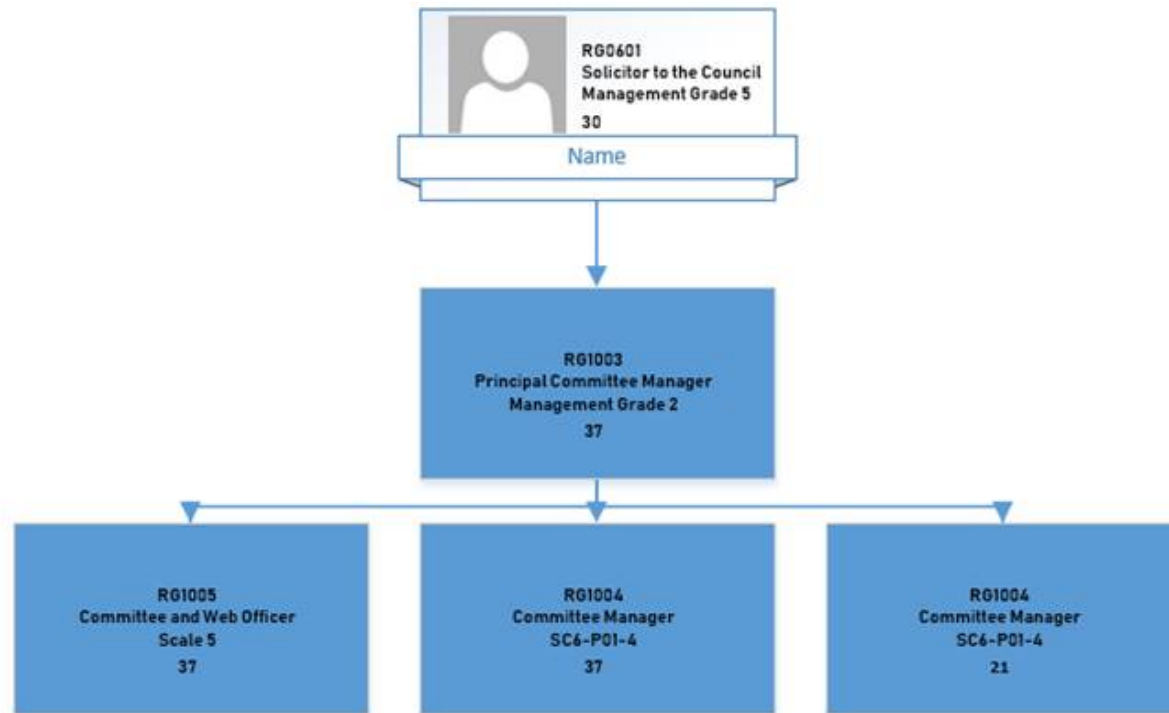 RG0601
Solicitor to the Council
Management Grade 5
30
Name
RG1003
Principal Committee Manager
Management Grade 2
37
RG1005
Committee and Web Officer
Scale 5
37
RG1004
Committee Manager
SC6-P01-4
37
RG1004
Committee Manager
SC6-P01-4
21